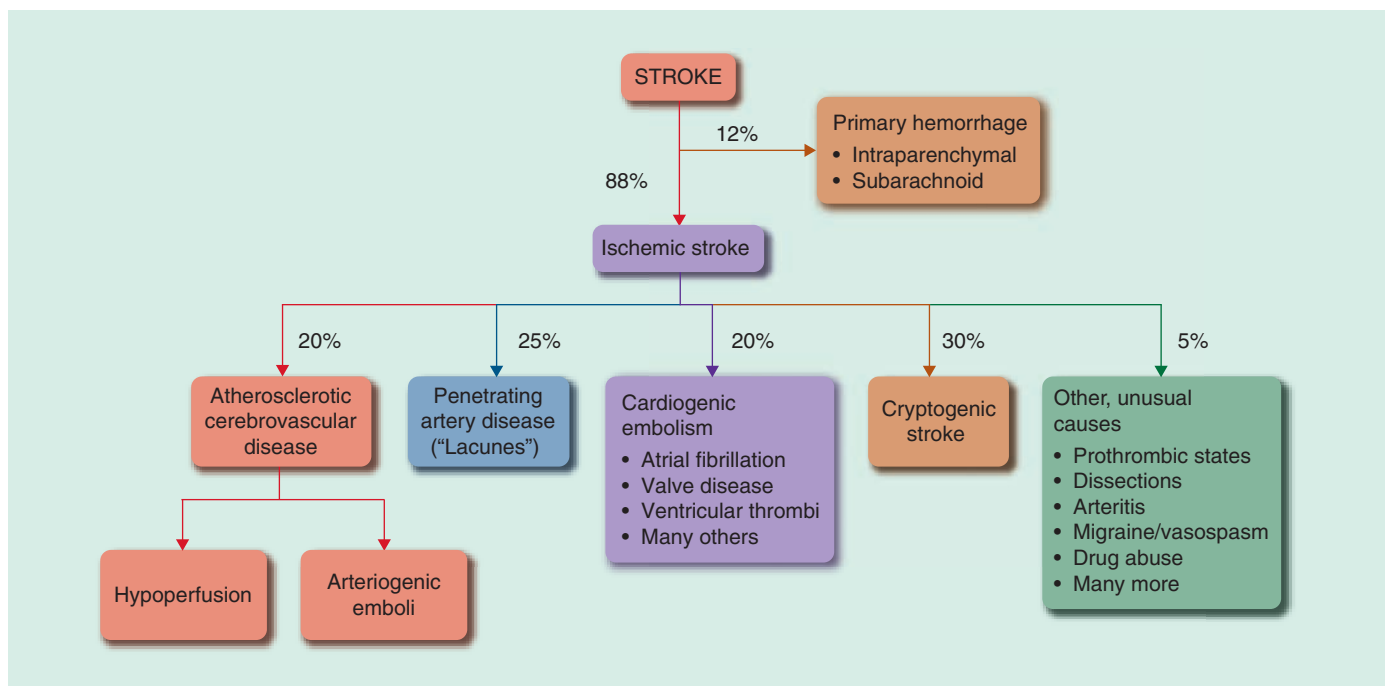 STROKE
12%
Primary hemorrhage
• Intraparenchymal
• Subarachnoid
88%
Ischemic stroke
20%
25%
20%
30%
5%
Atherosclerotic
cerebrovascular
disease
Penetrating
artery disease
(“Lacunes”)
Cardiogenic
embolism
• Atrial fibrillation
• Valve disease
• Ventricular thrombi
• Many others
Cryptogenic
stroke
Other, unusual
causes
• Prothrombic states
• Dissections
• Arteritis
• Migraine/vasospasm
• Drug abuse
• Many more
Hypoperfusion
Arteriogenic
emboli